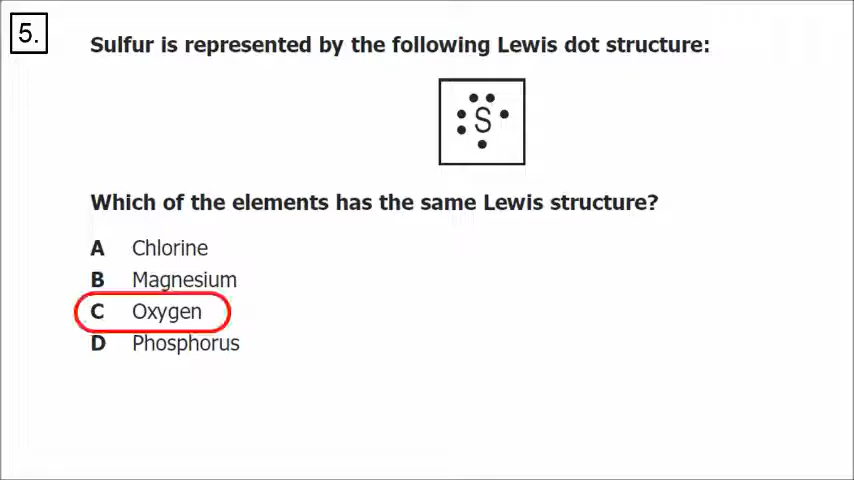 5.
Sulfur is represented by the following Lewis dot structure:
S
Which of the elements has the same Lewis structure?
A Chlorine
B Magnesium
C Oxygen
D Phosphorus